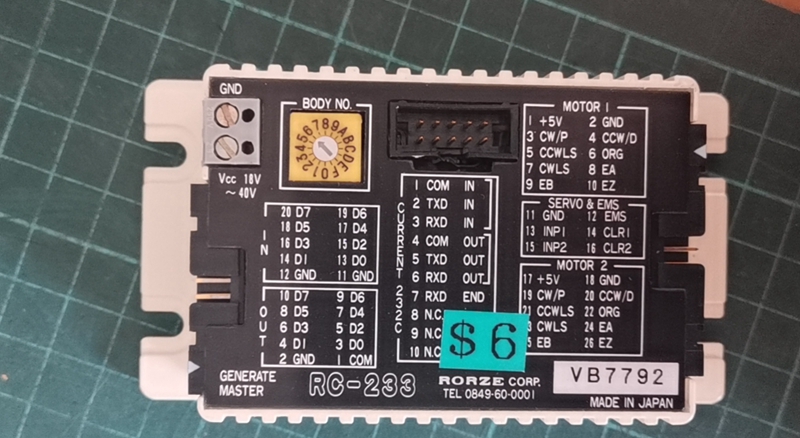 GND
Vcc 18V
~ 40V
BODY NO.
0123456789ABCDEF
MOTOR 1
1 +5V 2 GND
3 CW/P 4 CCW/D
5 CCWLS 6 ORG
7 CWLS 8 EA
9 EB 10 EZ
SERVO & EMS
11 GND 12 EMS
13 INP1 14 CLR1
15 INP2 16 CLR2
MOTOR 2
17 +5V 18 GND
19 CW/P 20 CCW/D
21 CCWLS 22 ORG
3 CWLS 24 EA
5 EB 26 EZ
IN
20 D7 19 D6
18 D5 17 D4
16 D3 15 D2
14 D1 13 D0
12 GND 11 GND
OUT
10 D7 9 D6
8 D5 7 D4
6 D3 5 D2
4 D1 3 D0
2 GND 1 COM
CURRENT 232C
1 COM IN
2 TXD IN
3 RXD IN
4 COM OUT
5 TXD OUT
6 RXD OUT
7 RXD END
8 N.C.
9 N.C
10 N.C
$6
GENERATE
MASTER
RC-233
RORZE CORP.
TEL 0849-60-0001
VB7792
MADE IN JAPAN